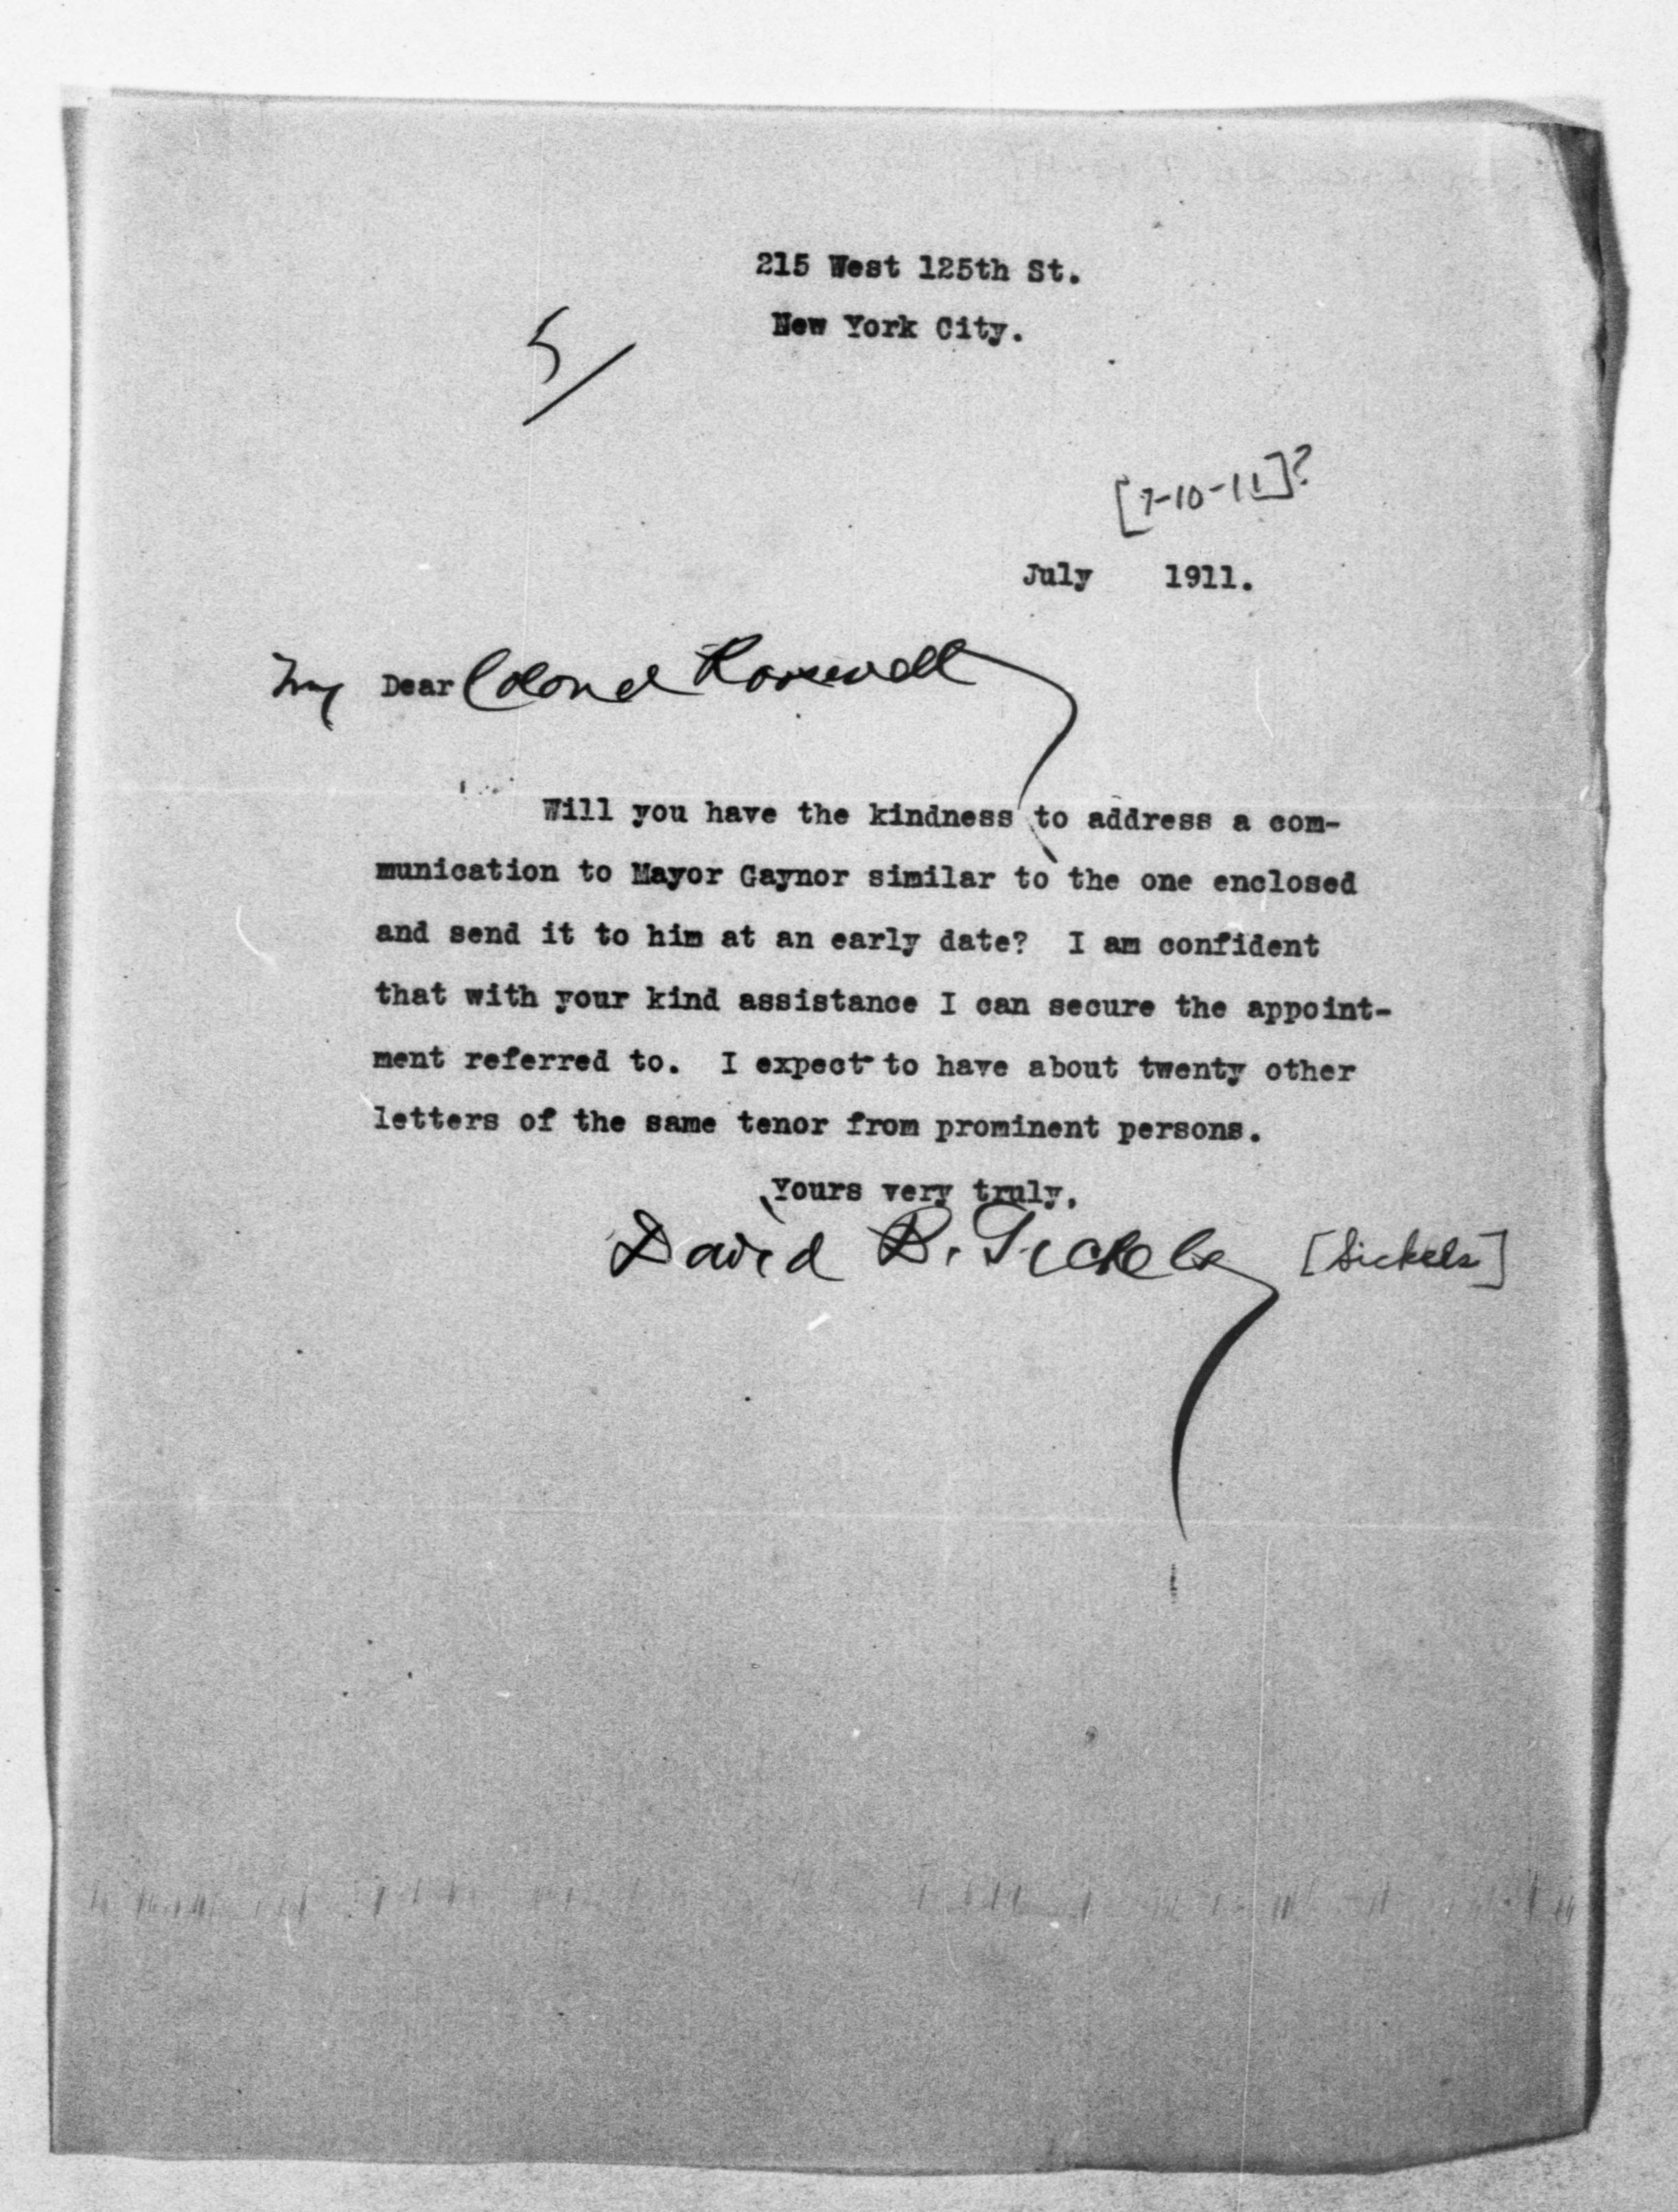 215 West 125th St.
New York City.
5/
[7-10-11]?
July 1911.
My Dear Colonel Roosevelt
Will you have the kindness to address a com-
munication to Mayor Gaynor similar to the one enclosed
and send it to him at an early date? I am confident
that with your kind assistance I can secure the appoint-
ment referred to. I expect to have about twenty other
letters of the same tenor from prominent persons.
Yours very truly,
David B. Sickels [Sickels]